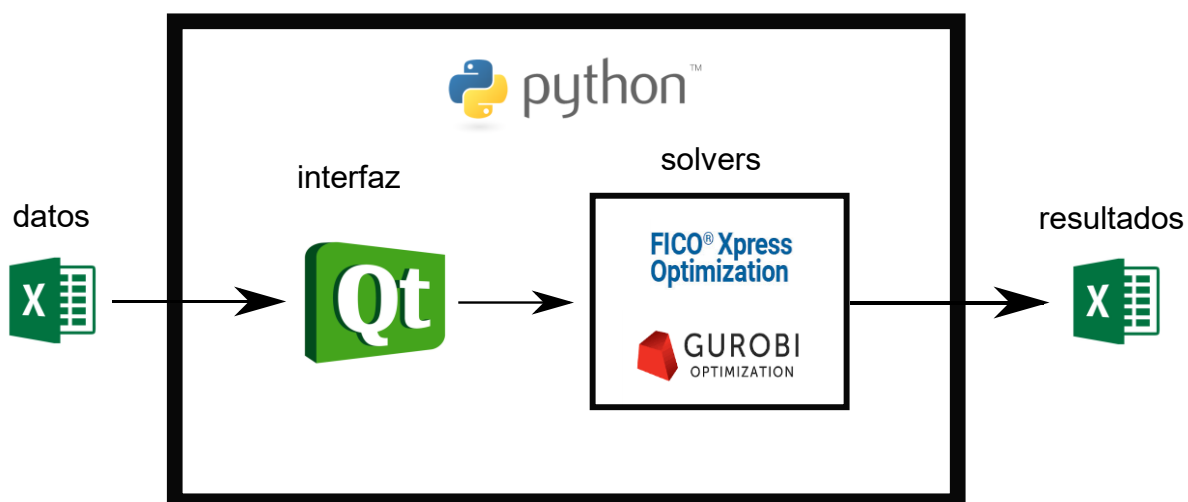 python™
solvers
interfaz
datos
resultados
FICO® Xpress
Optimization
X
Qt
X
GUROBI
OPTIMIZATION